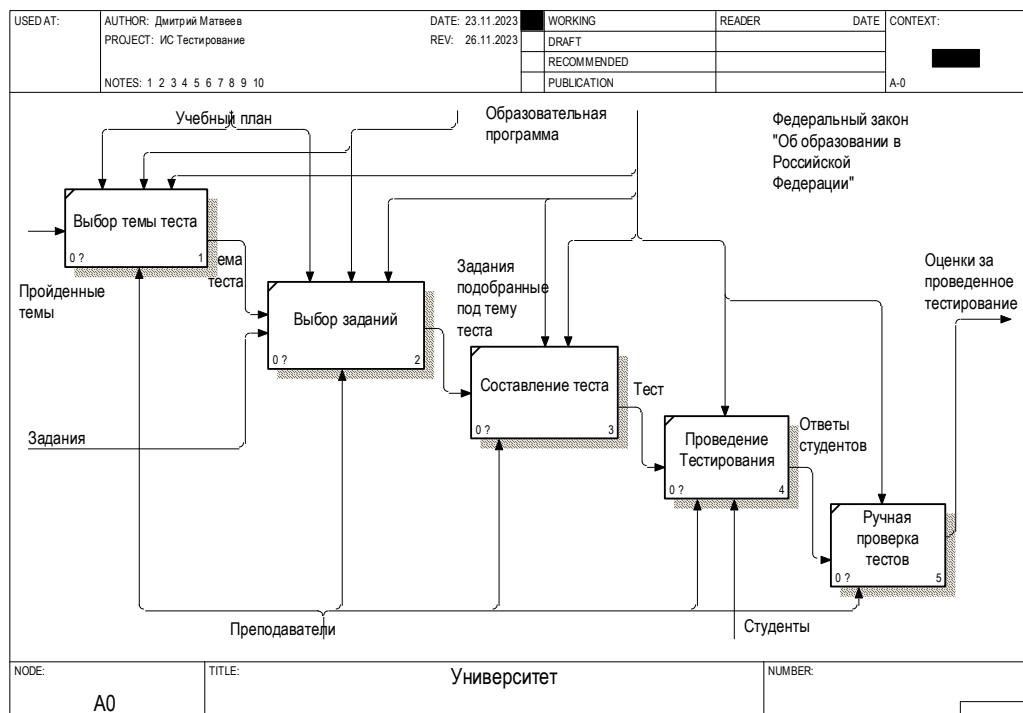 USED AT:
AUTHOR: Дмитрий Матвеев
DATE: 23.11.2023
PROJECT: ИС Тестирование
REV: 26.11.2023
NOTES: 1 2 3 4 5 6 7 8 9 10
WORKING
DRAFT
RECOMMENDED
PUBLICATION
READER
DATE
CONTEXT:
A-0
Учебный план
Образовательная
программа
Федеральный закон
"Об образовании в
Российской
Федерации"
Выбор темы теста
0 ?
1
ема
теста
Пройденные
темы
Выбор заданий
0 ?
2
Задания
подобранные
под тему
теста
Оценки за
проведенное
тестирование
Составление теста
0 ?
3
Тест
Задания
Проведение
Тестирования
0 ?
4
Ответы
студентов
Ручная
проверка
тестов
0 ?
5
Преподаватели
Студенты
NODE:
A0
TITLE:
Университет
NUMBER: